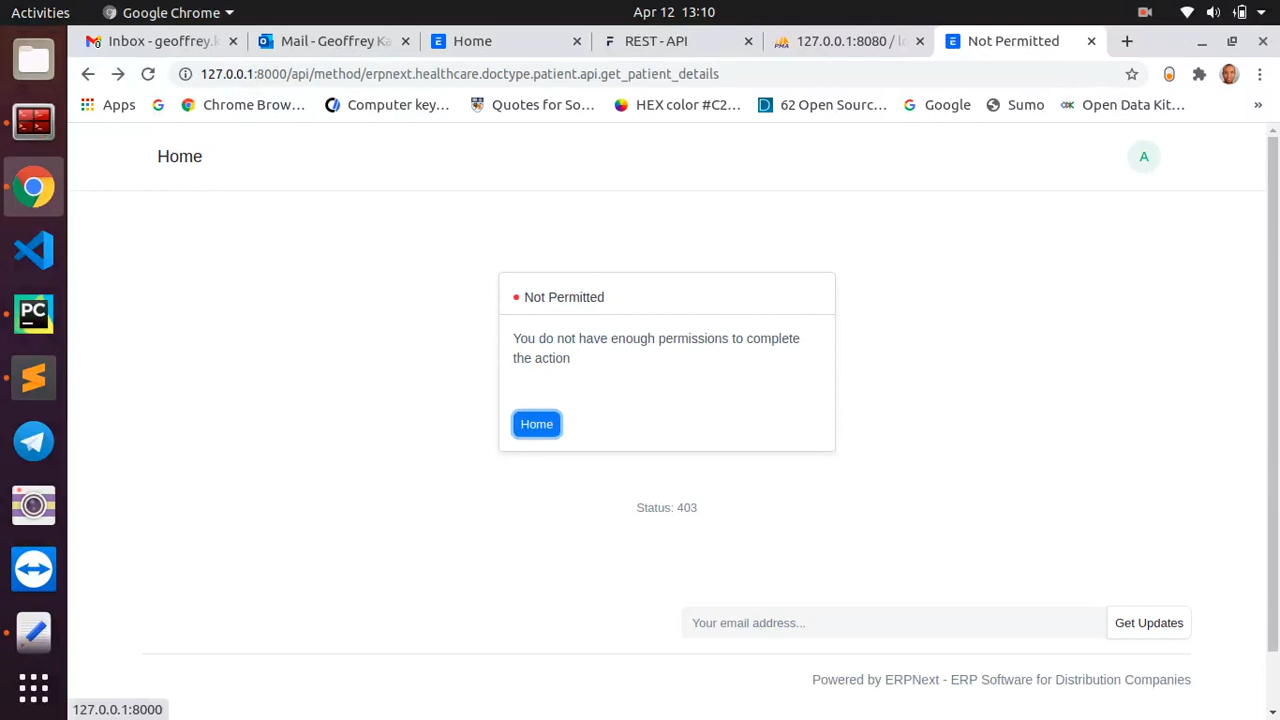 Activities
Google Chrome
Apr 12 13:10
Inbox - geoffrey.k
Mail - Geoffrey Ka
Home
REST - API
127.0.0.1:8080 / lo
Not Permitted
127.0.0.1:8000/api/method/erpnext.healthcare.doctype.patient.api.get_patient_details
Apps
Chrome Brow…
Computer key…
Quotes for So…
HEX color #C2…
62 Open Sourc…
Google
Sumo
Open Data Kit…
»
Home
A
Not Permitted
You do not have enough permissions to complete
the action
Home
Status: 403
Your email address...
Get Updates
Powered by ERPNext - ERP Software for Distribution Companies
127.0.0.1:8000
PC